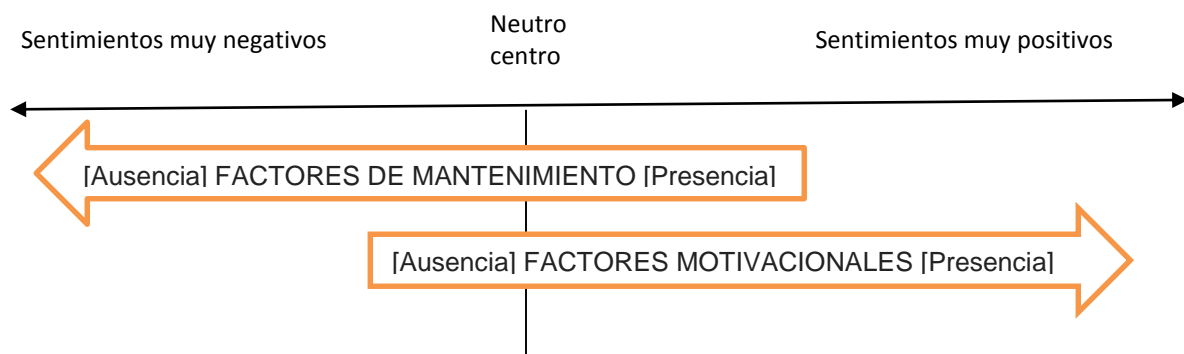 Sentimientos muy negativos
Neutro
centro
Sentimientos muy positivos
[Ausencia] FACTORES DE MANTENIMIENTO [Presencia]
[Ausencia] FACTORES MOTIVACIONALES [Presencia]